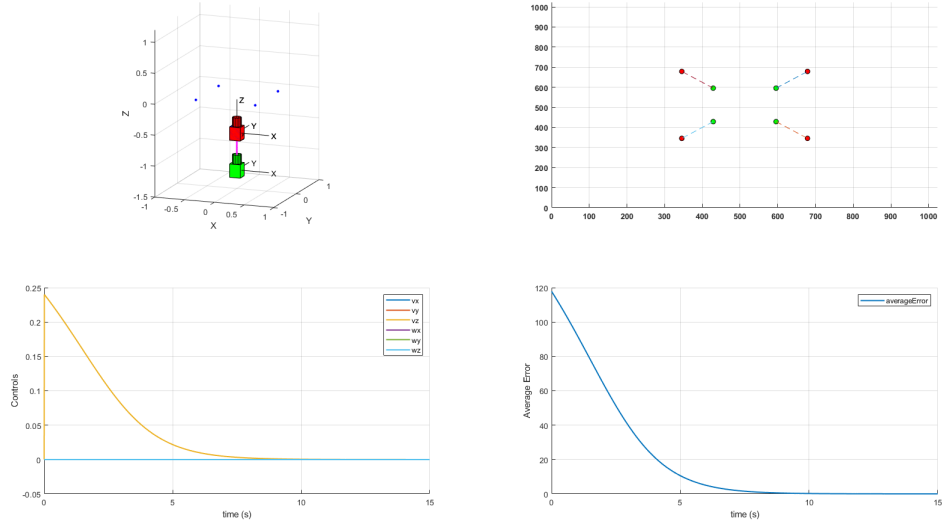 1
0.5
0
-0.5
-1
-1.5
Z
Z
Y
X
Y
X
-1
-0.5
0
0.5
1
X
-1
0
1
Y
1000
900
800
700
600
500
400
300
200
100
0
0 100 200 300 400 500 600 700 800 900 1000
0.25
0.2
0.15
0.1
0.05
0
-0.05
Controls
vx
vy
vz
wx
wy
wz
0 5 10 15
time (s)
120
100
80
60
40
20
0
Average Error
averageError
0 5 10 15
time (s)